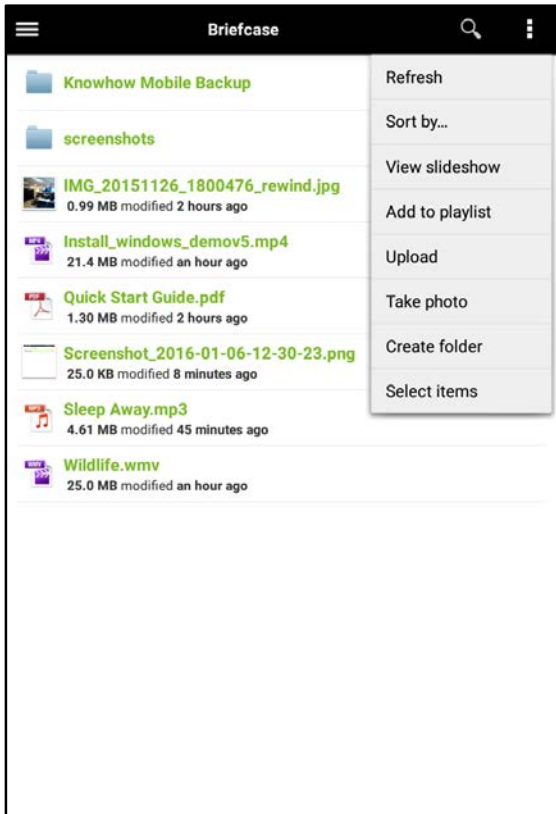 Briefcase
Knowhow Mobile Backup
screenshots
IMG_20151126_1800476_rewind.jpg
0.99 MB modified 2 hours ago
MP4
Install_windows_demov5.mp4
21.4 MB modified an hour ago
PDF
Quick Start Guide.pdf
1.30 MB modified 2 hours ago
Screenshot_2016-01-06-12-30-23.png
25.0 KB modified 8 minutes ago
MP3
Sleep Away.mp3
4.61 MB modified 45 minutes ago
WMV
Wildlife.wmv
25.0 MB modified an hour ago
Refresh
Sort by...
View slideshow
Add to playlist
Upload
Take photo
Create folder
Select items